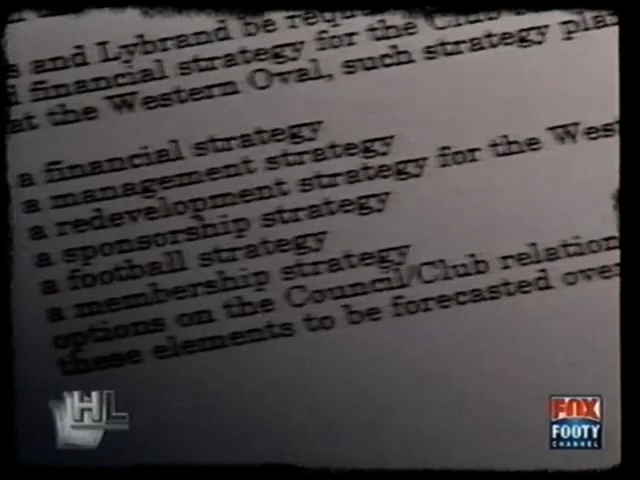 s and Lybrand be requ
financial strategy for the Club
at the Western Oval, such strategy plan
a financial strategy
a management strategy
a redevelopment strategy for the West
a sponsorship strategy
a football strategy
a membership strategy
options on the Council/Club relation
these elements to be forecasted over
HL
FOX
FOOTY
CHANNEL